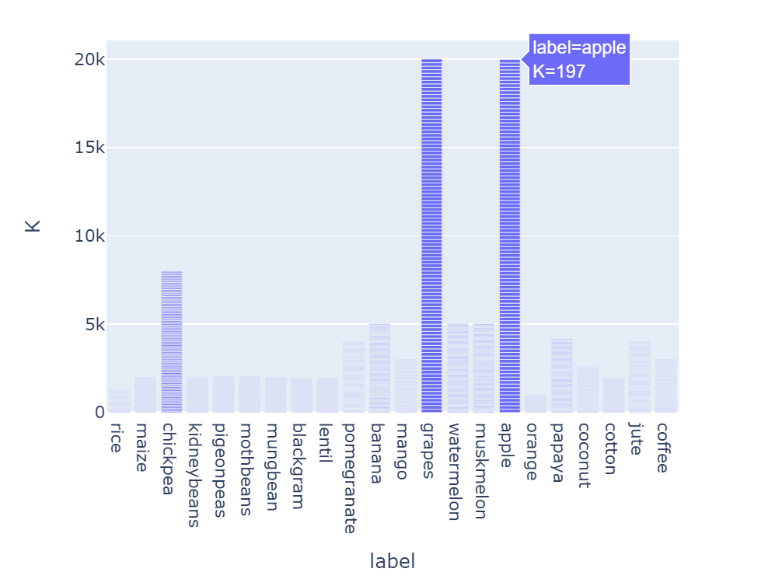 label=apple
K=197
20k
15k
10k
5k
0
K
rice
maize
chickpea
kidneybeans
pigeonpeas
mothbeans
mungbean
blackgram
lentil
pomegranate
banana
mango
grapes
watermelon
muskmelon
apple
orange
papaya
coconut
cotton
jute
coffee
label